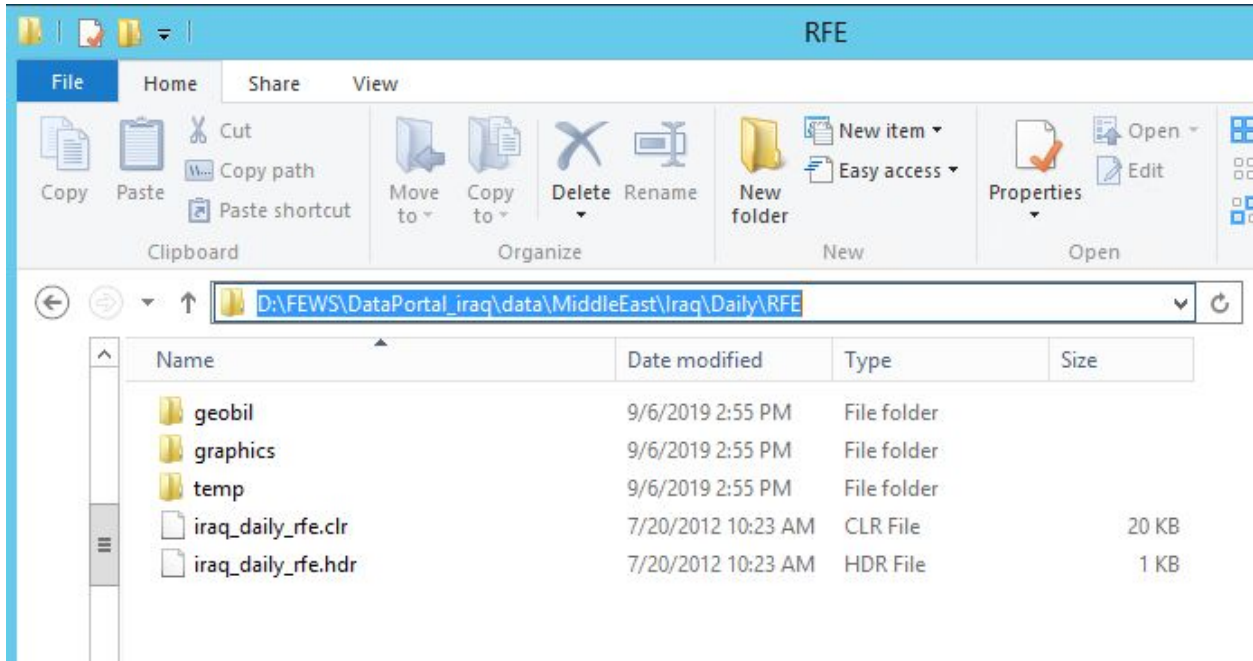 RFE
File Home Share View
Copy
Paste
Cut
Copy path
Paste shortcut
Clipboard
Move to
Copy to
Delete
Rename
Organize
New folder
New item
Easy access
New
Properties
Open
Edit
Open
D:\FEWS\DataPortal_iraq\data\MiddleEast\Iraq\Daily\RFE
Name Date modified Type Size
geobil 9/6/2019 2:55 PM File folder
graphics 9/6/2019 2:55 PM File folder
temp 9/6/2019 2:55 PM File folder
iraq_daily_rfe.clr 7/20/2012 10:23 AM CLR File 20 KB
iraq_daily_rfe.hdr 7/20/2012 10:23 AM HDR File 1 KB